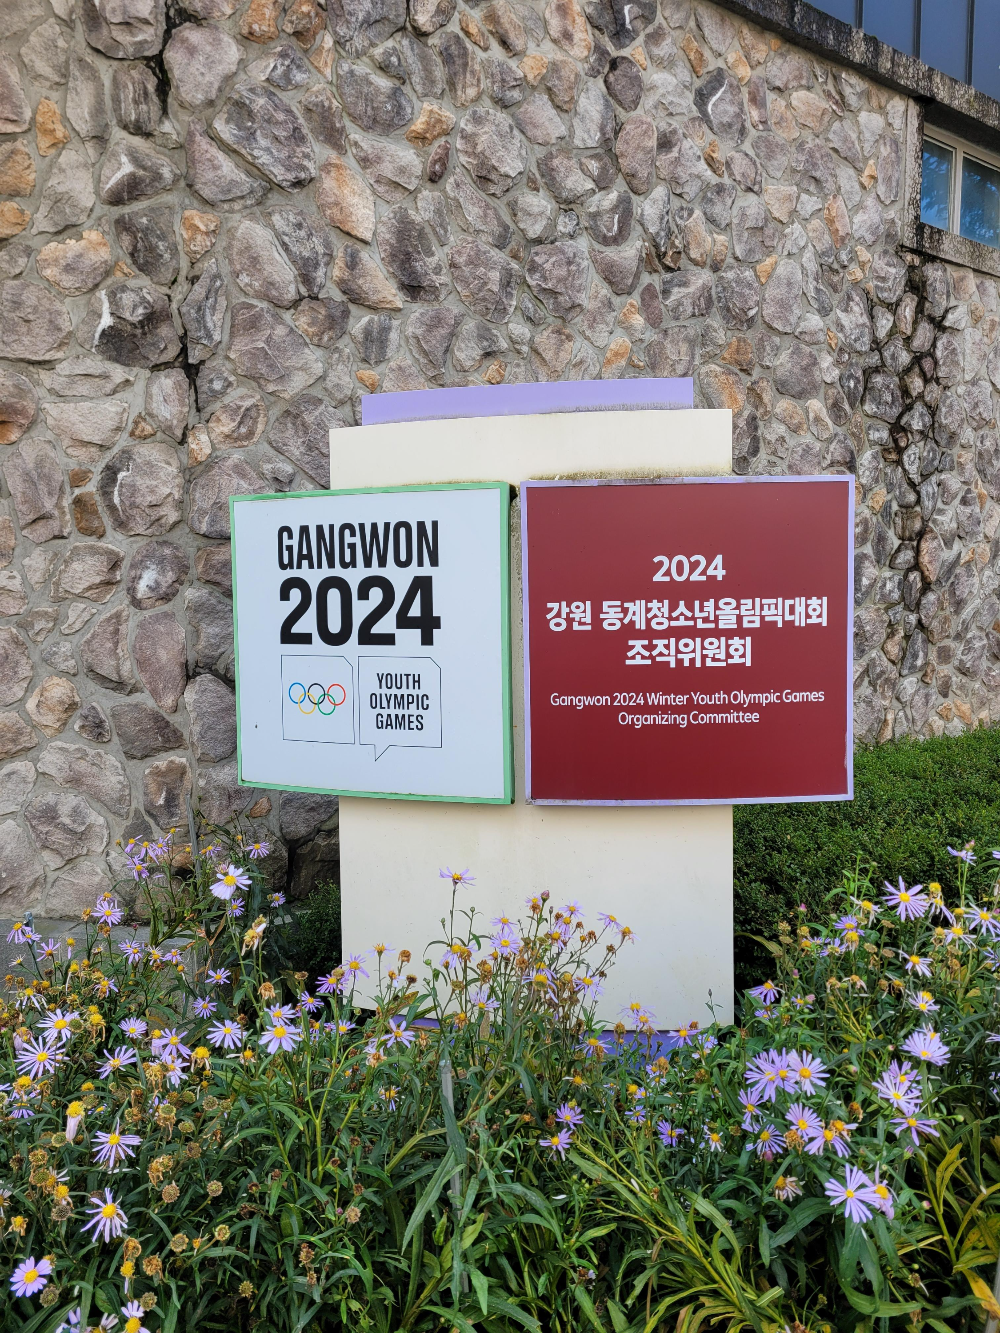 GANGWON
2024
YOUTH
OLYMPIC
GAMES
2024
강원 동계청소년올림픽대회
조직위원회
Gangwon 2024 Winter Youth Olympic Games
Organizing Committee